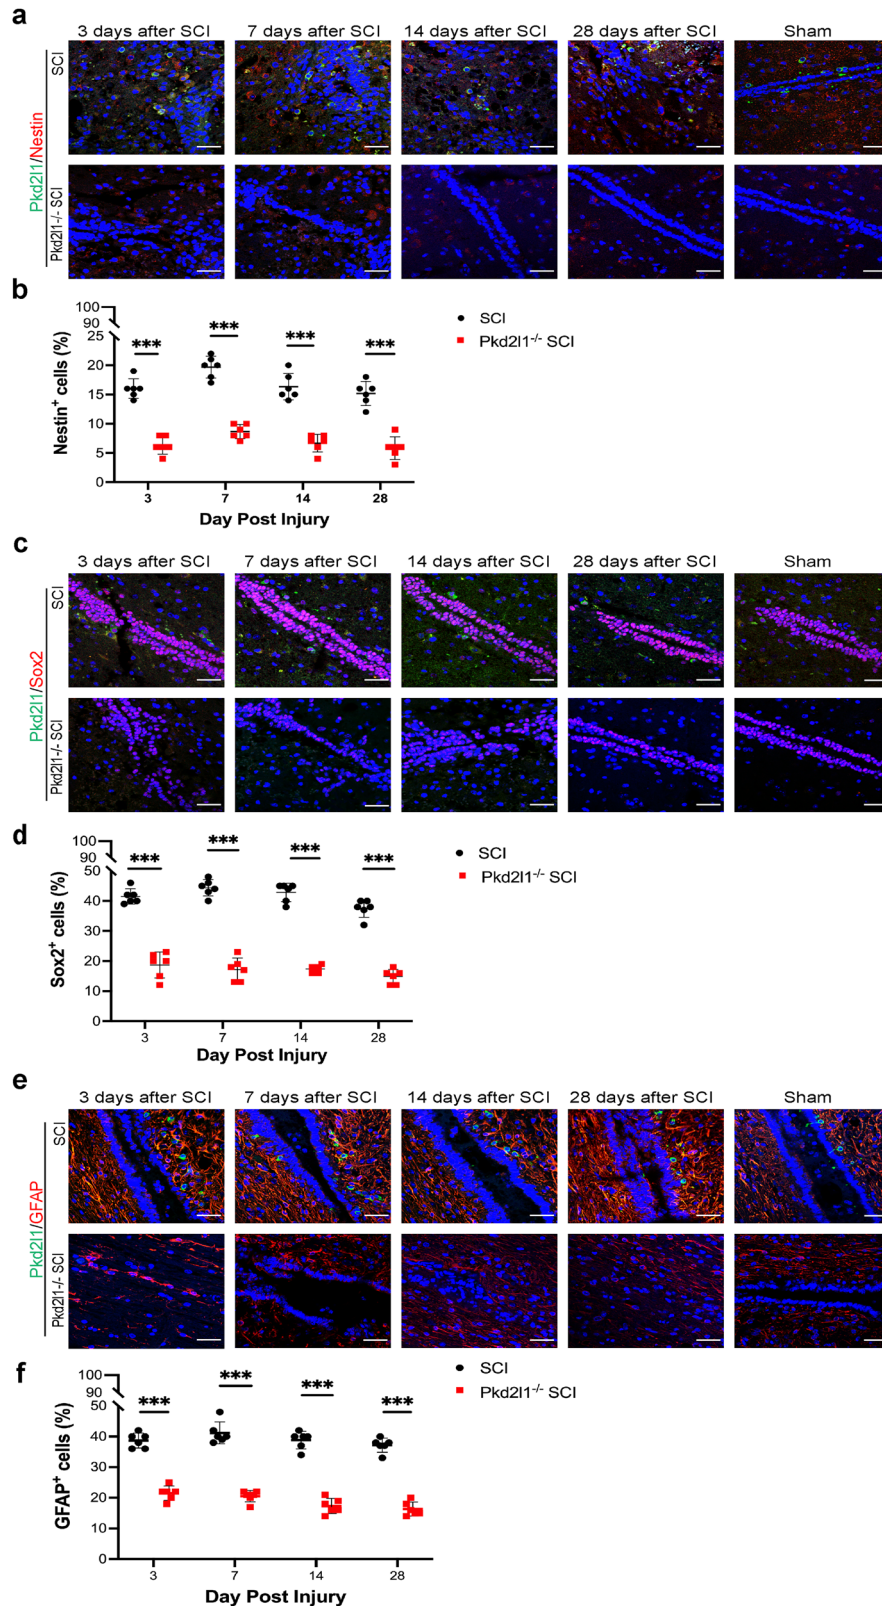 a
3 days after SCI 7 days after SCI 14 days after SCI 28 days after SCI Sham
SCI
Pkd2l1-/- SCI
Pkd2l1/Nestin
b
SCI
Pkd2l1-/- SCI
Nestin+ cells (%)
100
90
25
20
15
10
5
0
*** *** *** ***
3 7 14 28
Day Post Injury
c
3 days after SCI 7 days after SCI 14 days after SCI 28 days after SCI Sham
SCI
Pkd2l1-/- SCI
Pkd2l1/Sox2
d
SCI
Pkd2l1-/- SCI
Sox2+ cells (%)
100
90
50
40
30
20
10
0
*** *** *** ***
3 7 14 28
Day Post Injury
e
3 days after SCI 7 days after SCI 14 days after SCI 28 days after SCI Sham
SCI
Pkd2l1-/- SCI
Pkd2l1/GFAP
f
SCI
Pkd2l1-/- SCI
GFAP+ cells (%)
100
90
50
40
30
20
10
0
*** *** *** ***
3 7 14 28
Day Post Injury